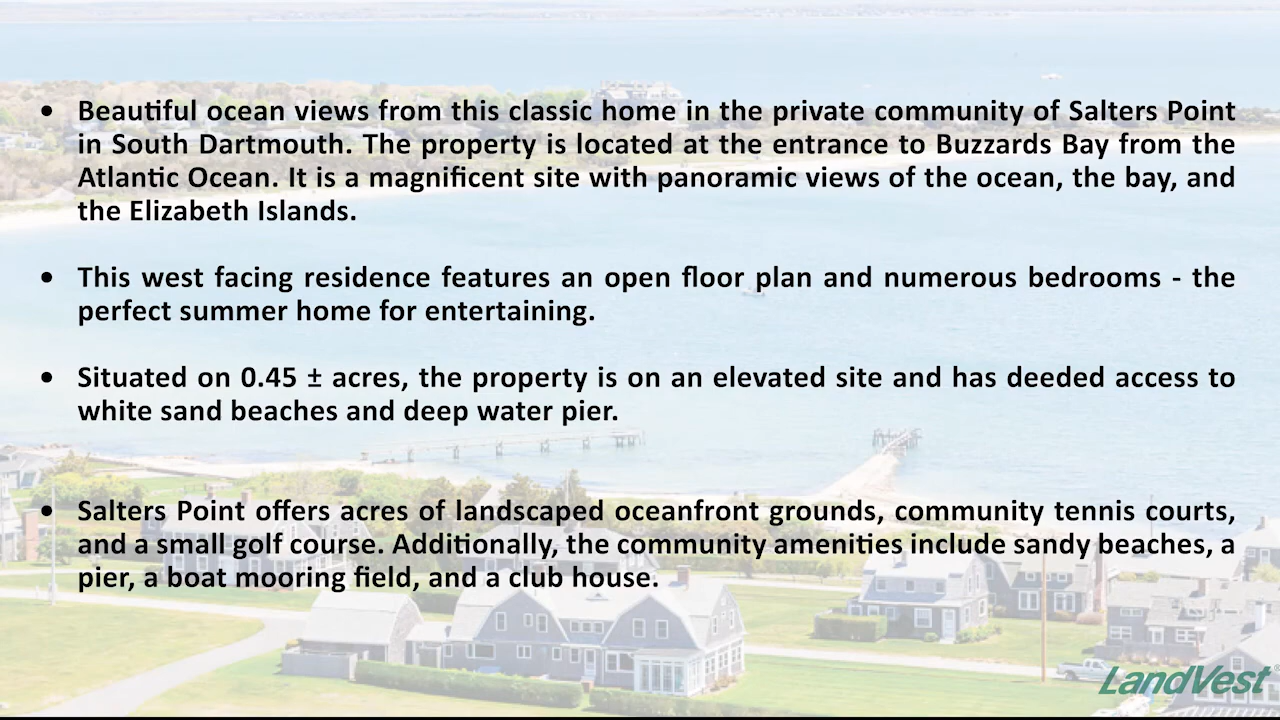 • Beautiful ocean views from this classic home in the private community of Salters Point
in South Dartmouth. The property is located at the entrance to Buzzards Bay from the
Atlantic Ocean. It is a magnificent site with panoramic views of the ocean, the bay, and
the Elizabeth Islands.
• This west facing residence features an open floor plan and numerous bedrooms - the
perfect summer home for entertaining.
• Situated on 0.45 ± acres, the property is on an elevated site and has deeded access to
white sand beaches and deep water pier.
• Salters Point offers acres of landscaped oceanfront grounds, community tennis courts,
and a small golf course. Additionally, the community amenities include sandy beaches, a
pier, a boat mooring field, and a club house.
LandVest®